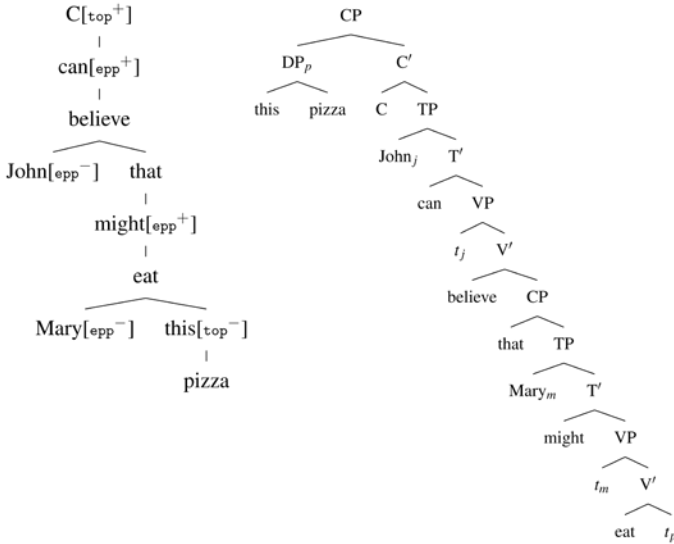 C[top+]
can[epp+]
believe
John[epp−] that
might[epp+]
eat
Mary[epp−] this[top−]
pizza
CP
DPp C′
this pizza C TP
Johnj T′
can VP
tj V′
believe CP
that TP
Marym T′
might VP
tm V′
eat tp